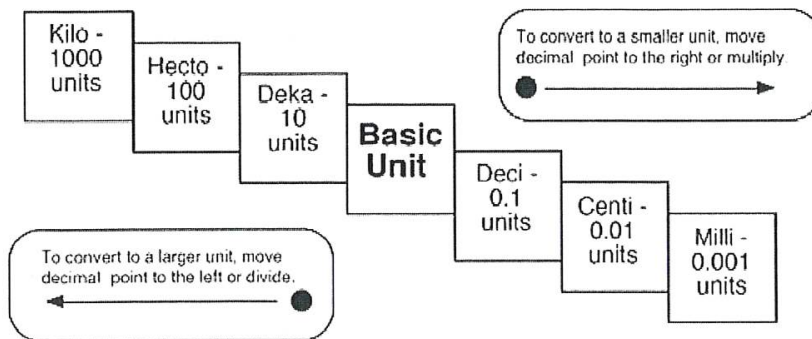 Kilo -
1000
units
Hecto -
100
units
Deka -
10
units
Basic
Unit
Deci -
0.1
units
Centi -
0.01
units
Milli -
0.001
units
To convert to a smaller unit, move
decimal point to the right or multiply.
To convert to a larger unit, move
decimal point to the left or divide.